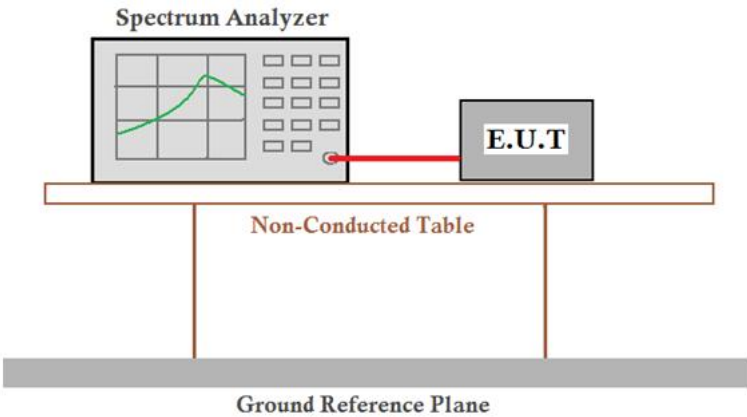 Spectrum Analyzer
E.U.T
Non-Conducted Table
Ground Reference Plane